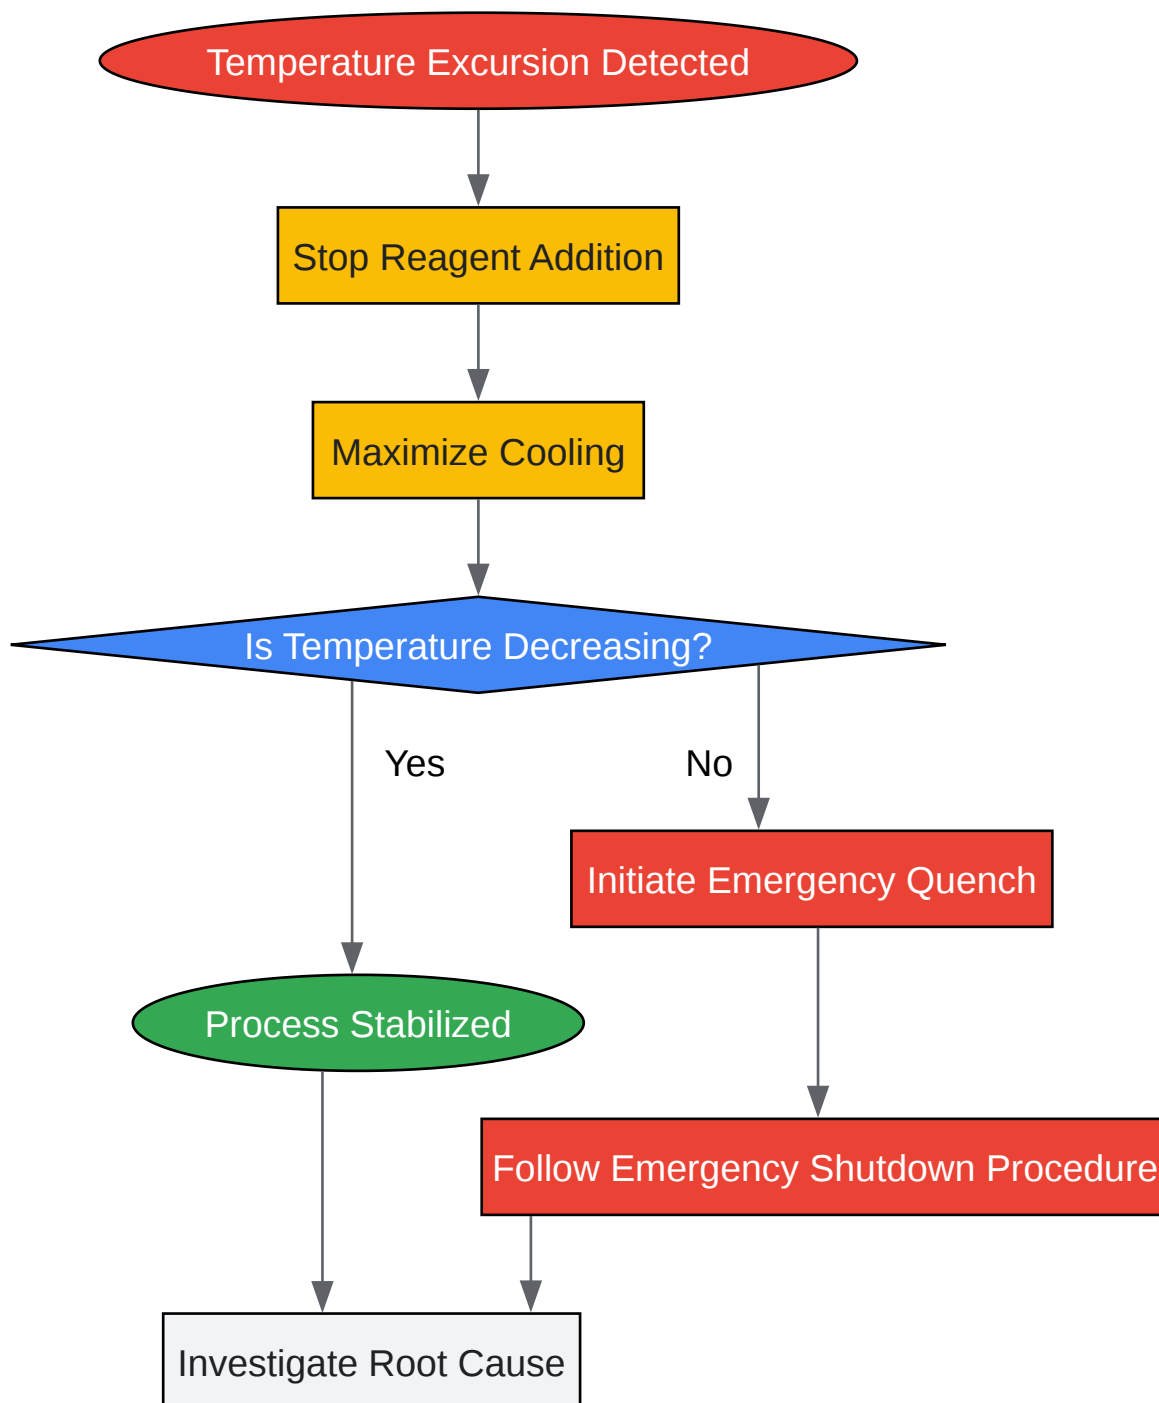 Temperature Excursion Detected
Stop Reagent Addition
Maximize Cooling
Is Temperature Decreasing?
Yes
No
Initiate Emergency Quench
Process Stabilized
Follow Emergency Shutdown Procedure
Investigate Root Cause